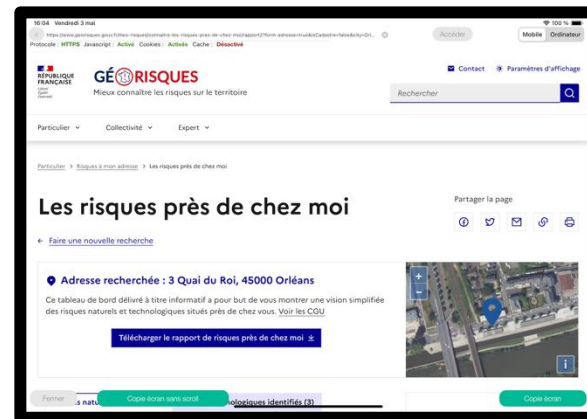 16:04 Vendredi 3 mai
100 %
Accéder
Mobile Ordinateur
Protocole : HTTPS Javascript : Activé Cookies : Activés Cache : Désactivé
RÉPUBLIQUE
FRANÇAISE
Liberté
Égalité
Fraternité
GÉORISQUES
Mieux connaître les risques sur le territoire
Contact
Paramètres d'affichage
Rechercher
Particulier
Collectivité
Expert
Particulier > Risques à mon adresse > Les risques près de chez moi
Les risques près de chez moi
Partager la page
← Faire une nouvelle recherche
Adresse recherchée : 3 Quai du Roi, 45000 Orléans
Ce tableau de bord délivré à titre informatif a pour but de vous montrer une vision simplifiée
des risques naturels et technologiques situés près de chez vous. Voir les CGU
Télécharger le rapport de risques près de chez moi
+
−
i
Fermer
Copie écran sans scroll
identifiés (3)
Copie écran